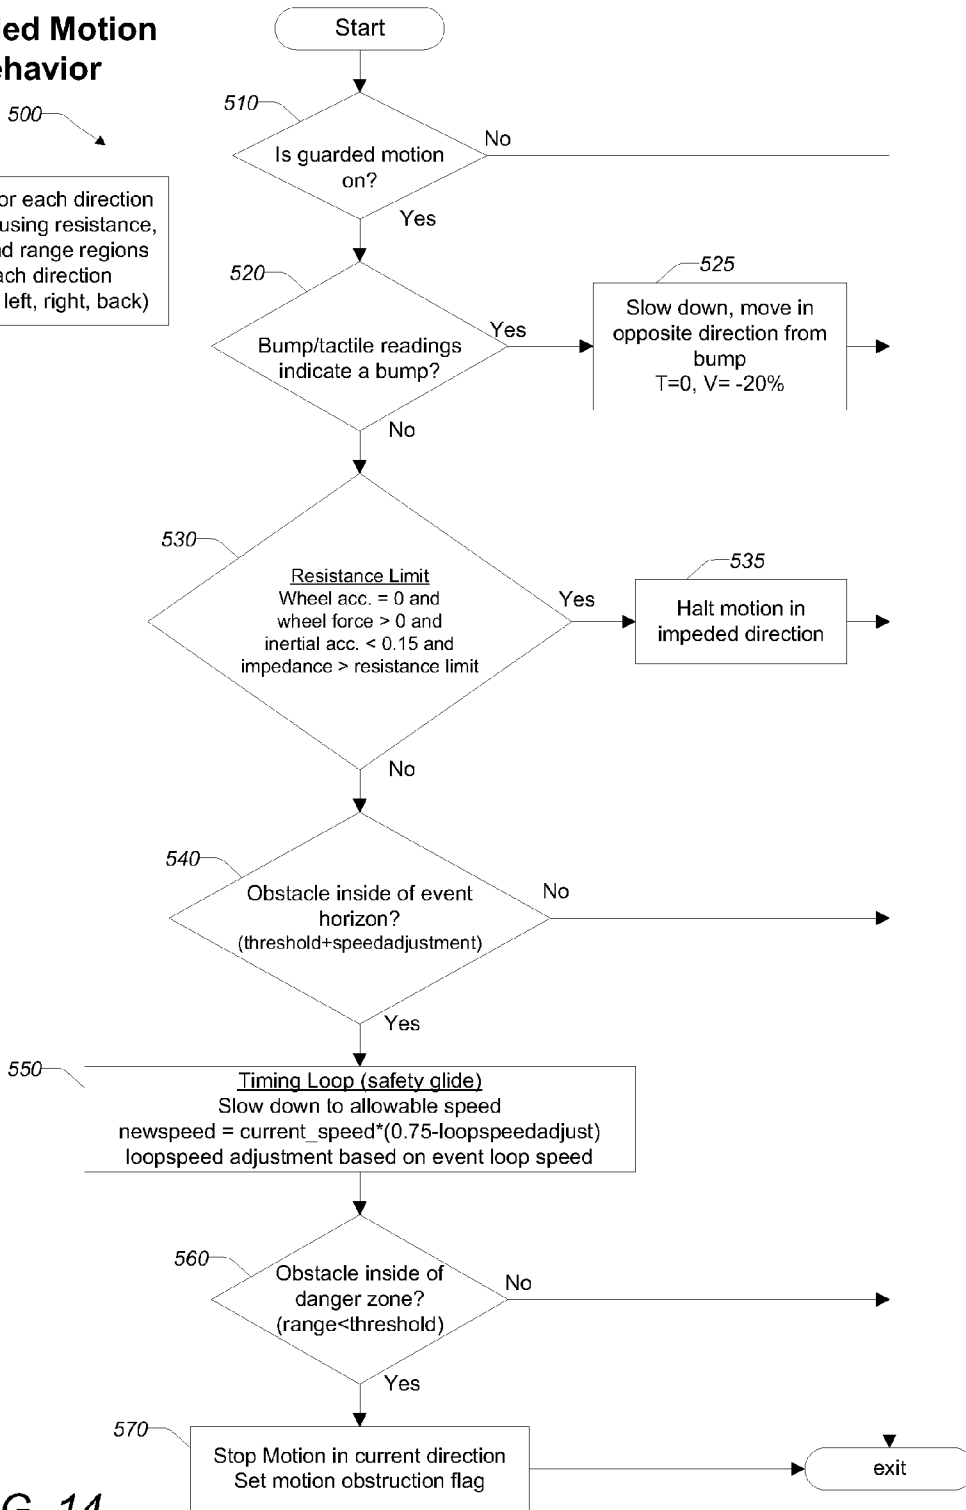 ded Motion
ehavior
500
or each direction
using resistance,
nd range regions
ach direction
left, right, back)
Start
510
Is guarded motion
on?
No
Yes
520
Bump/tactile readings
indicate a bump?
Yes
525
Slow down, move in
opposite direction from
bump
T=0, V= -20%
No
530
Resistance Limit
Wheel acc. = 0 and
wheel force > 0 and
inertial acc. < 0.15 and
impedance > resistance limit
Yes
535
Halt motion in
impeded direction
No
540
Obstacle inside of event
horizon?
(threshold+speedadjustment)
No
Yes
550
Timing Loop (safety glide)
Slow down to allowable speed
newspeed = current_speed*(0.75-loopspeedadjust)
loopspeed adjustment based on event loop speed
560
Obstacle inside of
danger zone?
(range<threshold)
No
Yes
570
Stop Motion in current direction
Set motion obstruction flag
exit
G. 14